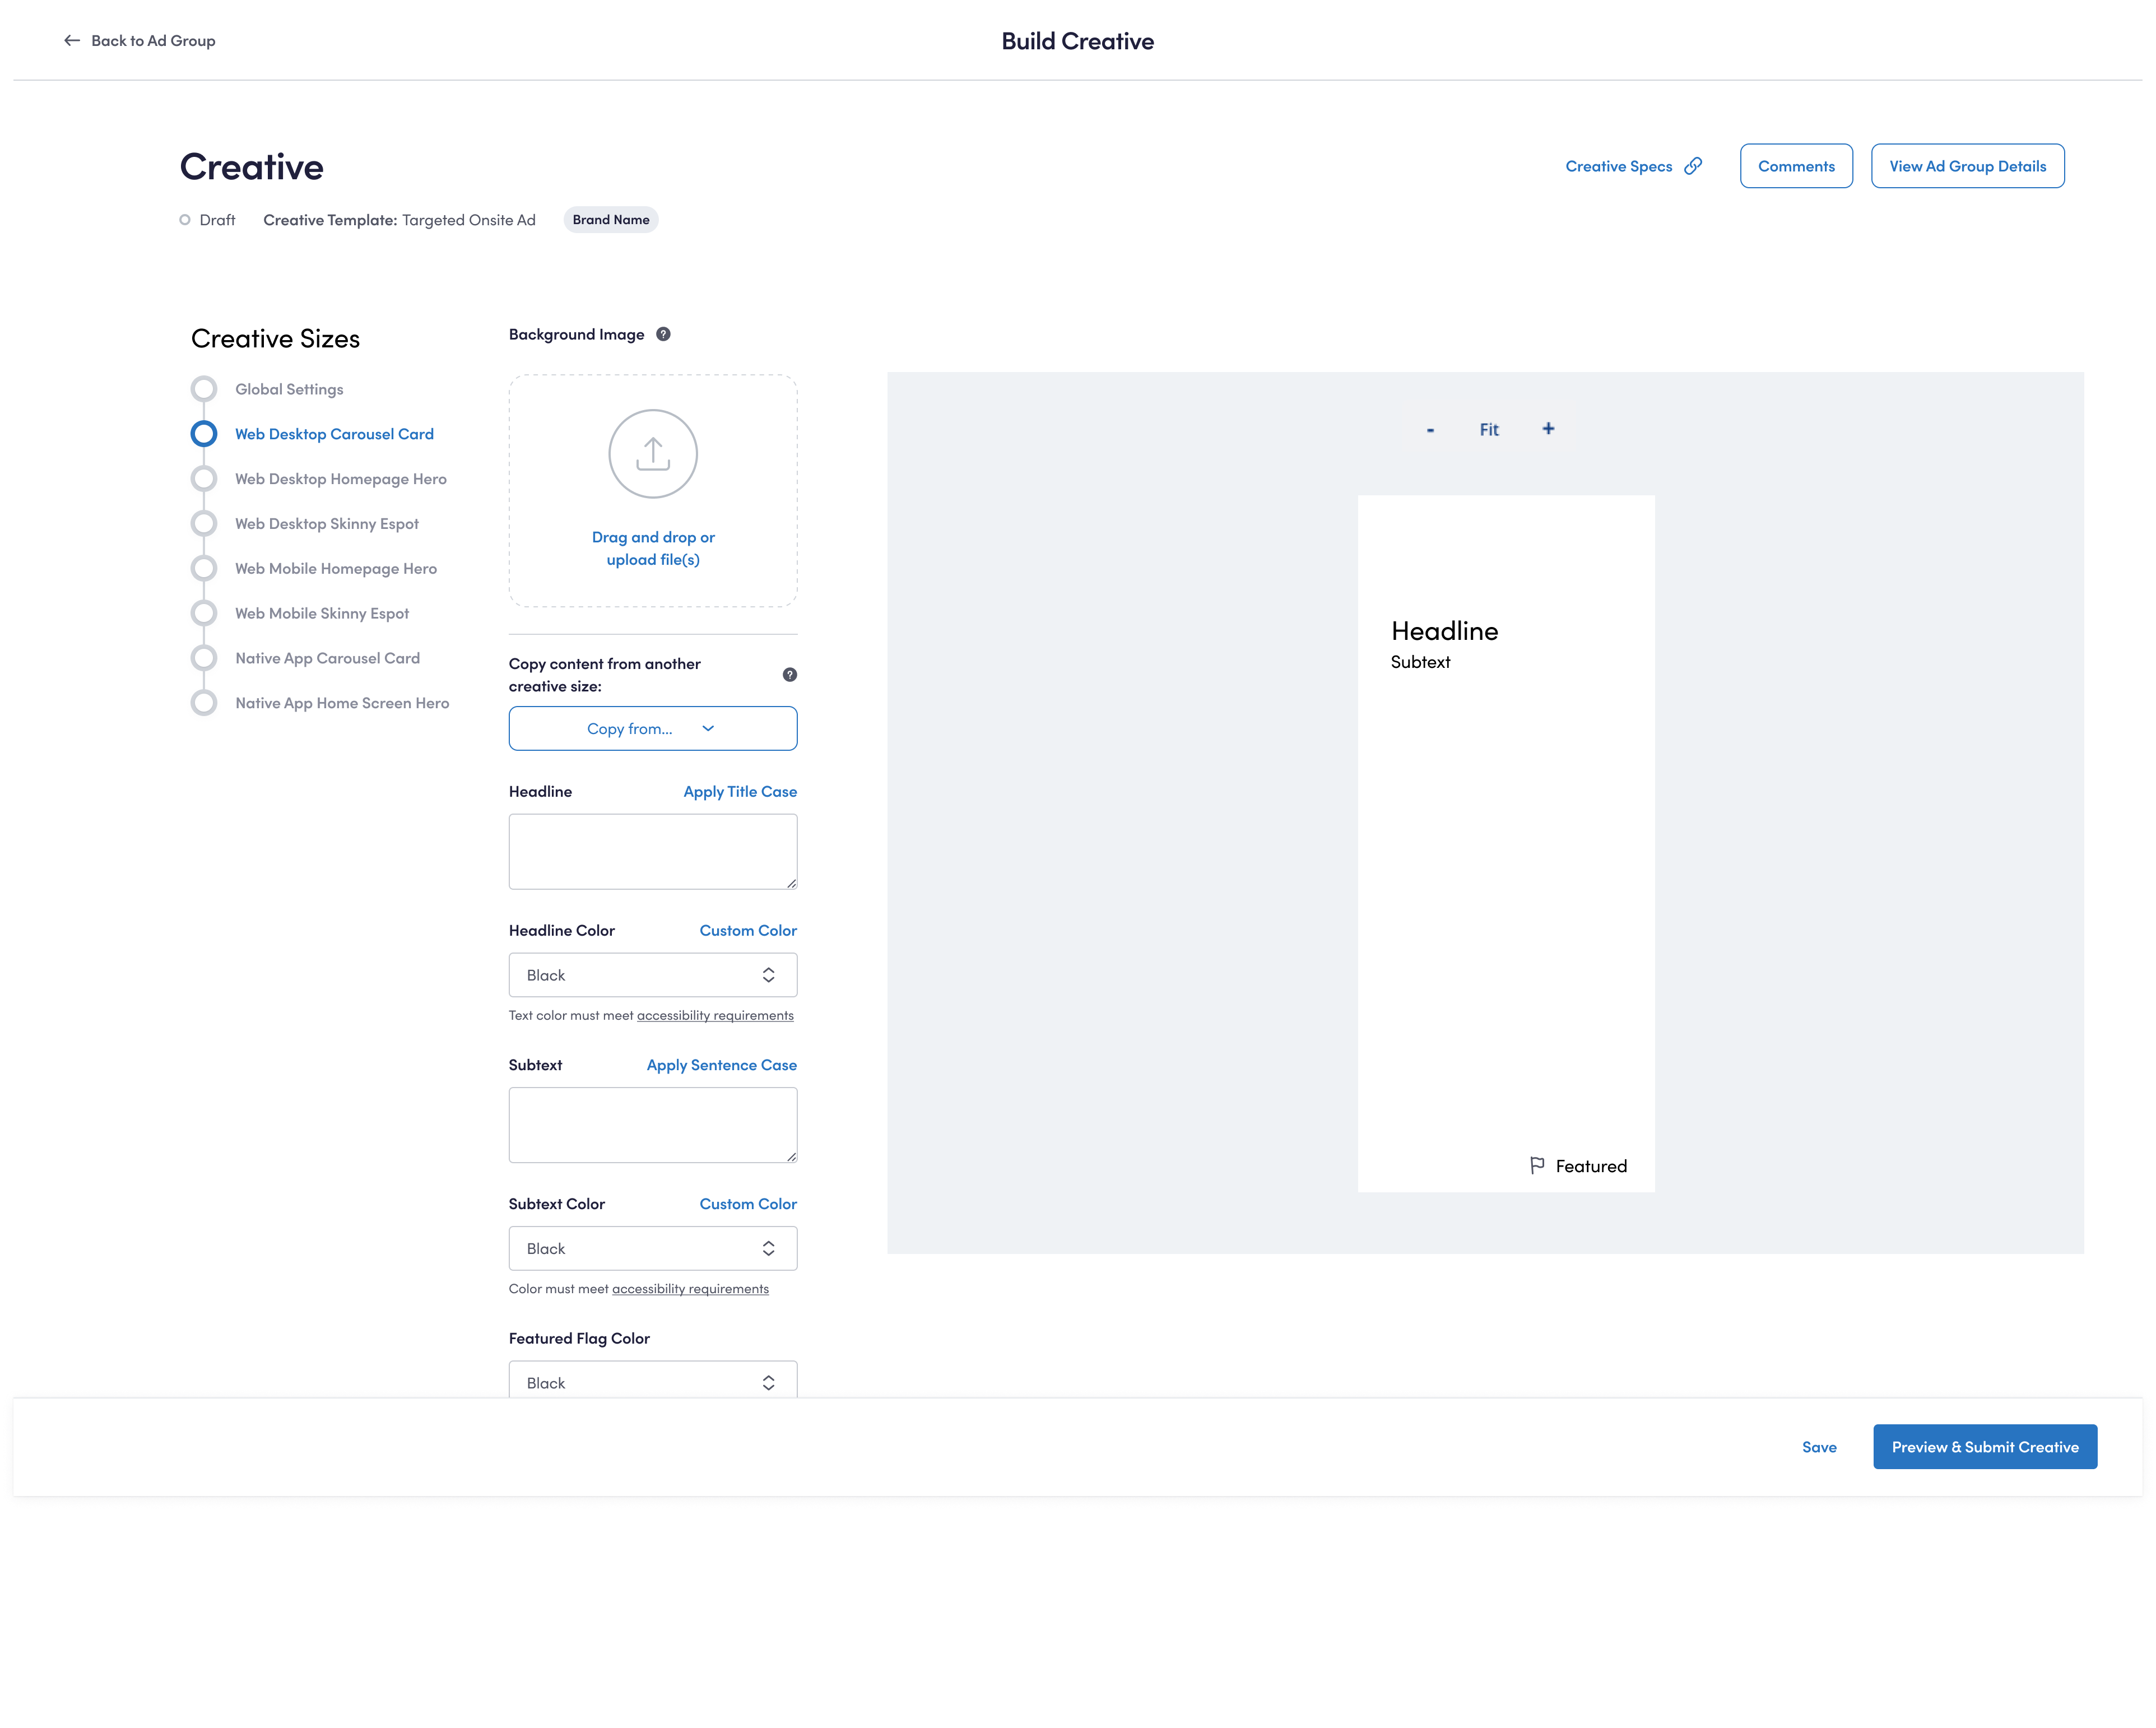 Back to Ad Group
Build Creative
Creative
Creative Specs
Comments
View Ad Group Details
Draft
Creative Template: Targeted Onsite Ad
Brand Name
Creative Sizes
Global Settings
Web Desktop Carousel Card
Web Desktop Homepage Hero
Web Desktop Skinny Espot
Web Mobile Homepage Hero
Web Mobile Skinny Espot
Native App Carousel Card
Native App Home Screen Hero
Background Image ?
Drag and drop or
upload file(s)
Copy content from another
creative size: ?
Copy from...
Headline
Apply Title Case
Headline Color
Custom Color
Black
Text color must meet accessibility requirements
Subtext
Apply Sentence Case
Subtext Color
Custom Color
Black
Color must meet accessibility requirements
Featured Flag Color
Black
- Fit +
Headline
Subtext
Featured
Save
Preview & Submit Creative